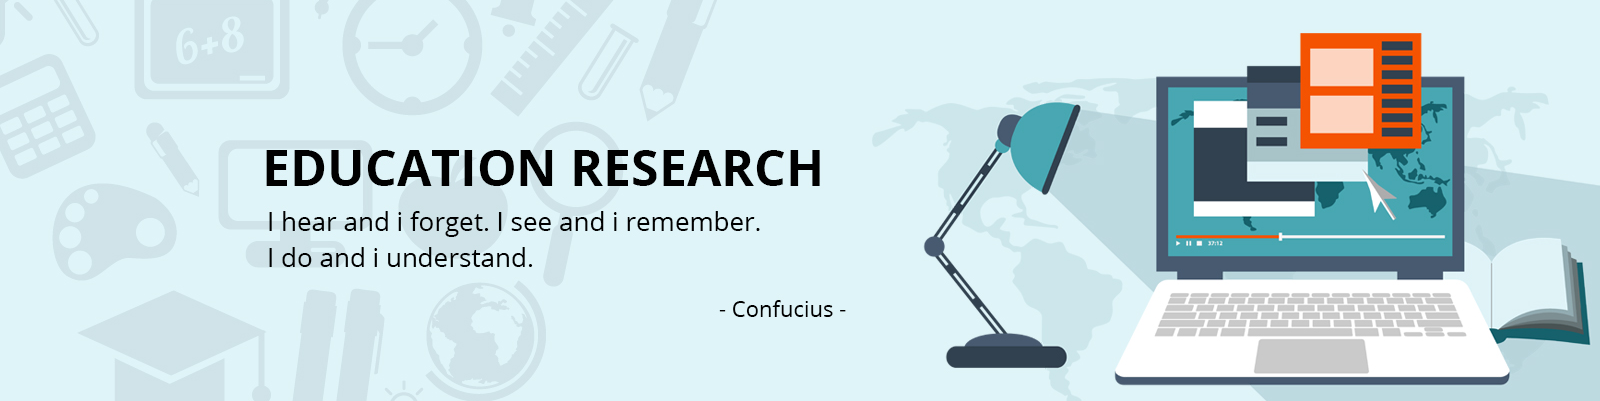 6+8
EDUCATION RESEARCH
I hear and i forget. I see and i remember.
I do and i understand.
- Confucius -
37:12